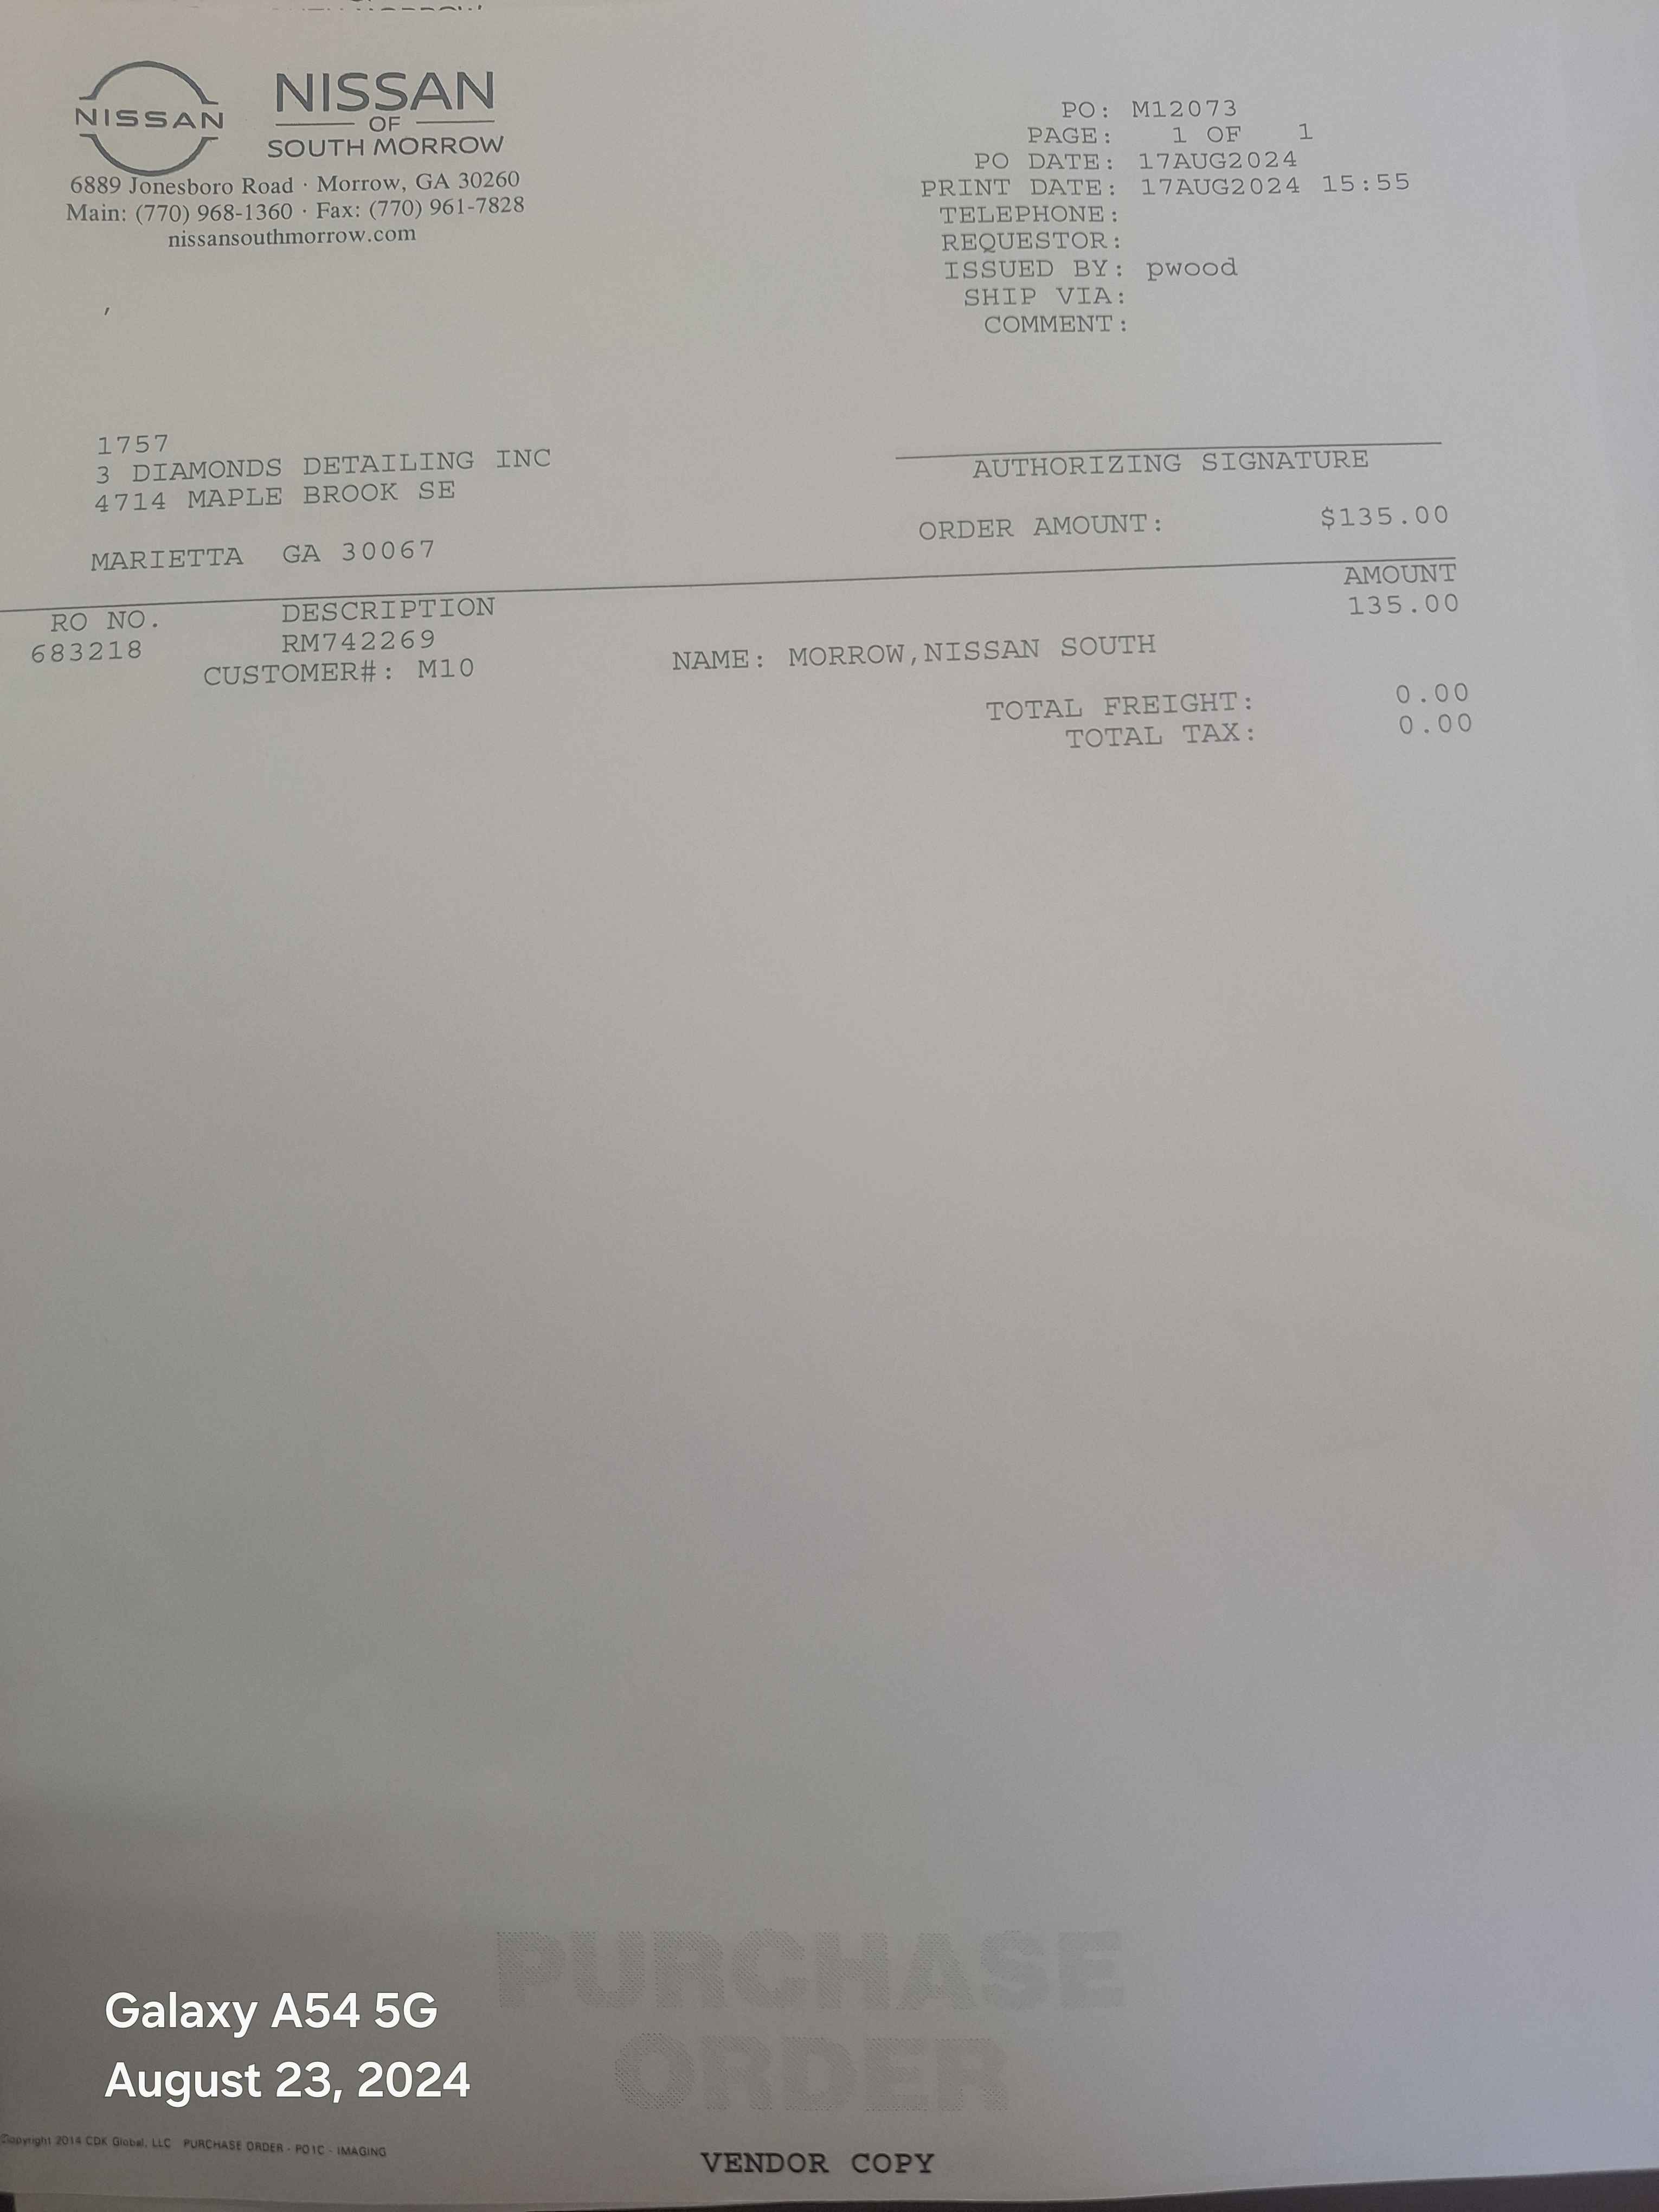 NISSAN
NISSAN
OF
SOUTH MORROW
6889 Jonesboro Road · Morrow, GA 30260
Main: (770) 968-1360 · Fax: (770) 961-7828
nissansouthmorrow.com
PO: M12073
PAGE: 1 OF 1
PO DATE: 17AUG2024
PRINT DATE: 17AUG2024 15:55
TELEPHONE:
REQUESTOR:
ISSUED BY: pwood
SHIP VIA:
COMMENT:
,
1757
3 DIAMONDS DETAILING INC
4714 MAPLE BROOK SE
MARIETTA GA 30067
AUTHORIZING SIGNATURE
ORDER AMOUNT: $135.00
RO NO. DESCRIPTION AMOUNT
683218 RM742269 135.00
CUSTOMER#: M10 NAME: MORROW,NISSAN SOUTH
TOTAL FREIGHT: 0.00
TOTAL TAX: 0.00
PURCHASE
ORDER
Galaxy A54 5G
August 23, 2024
Copyright 2014 CDK Global, LLC PURCHASE ORDER - PO1C - IMAGING
VENDOR COPY